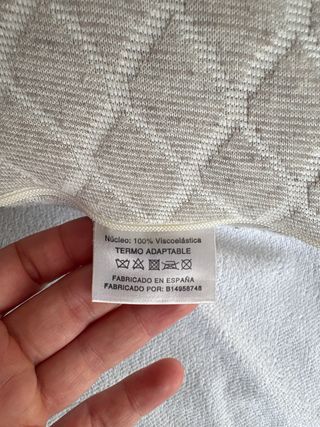 Núcleo: 100% Viscoelástica
TERMO ADAPTABLE
FABRICADO EN ESPAÑA
FABRICADO POR: B14958748